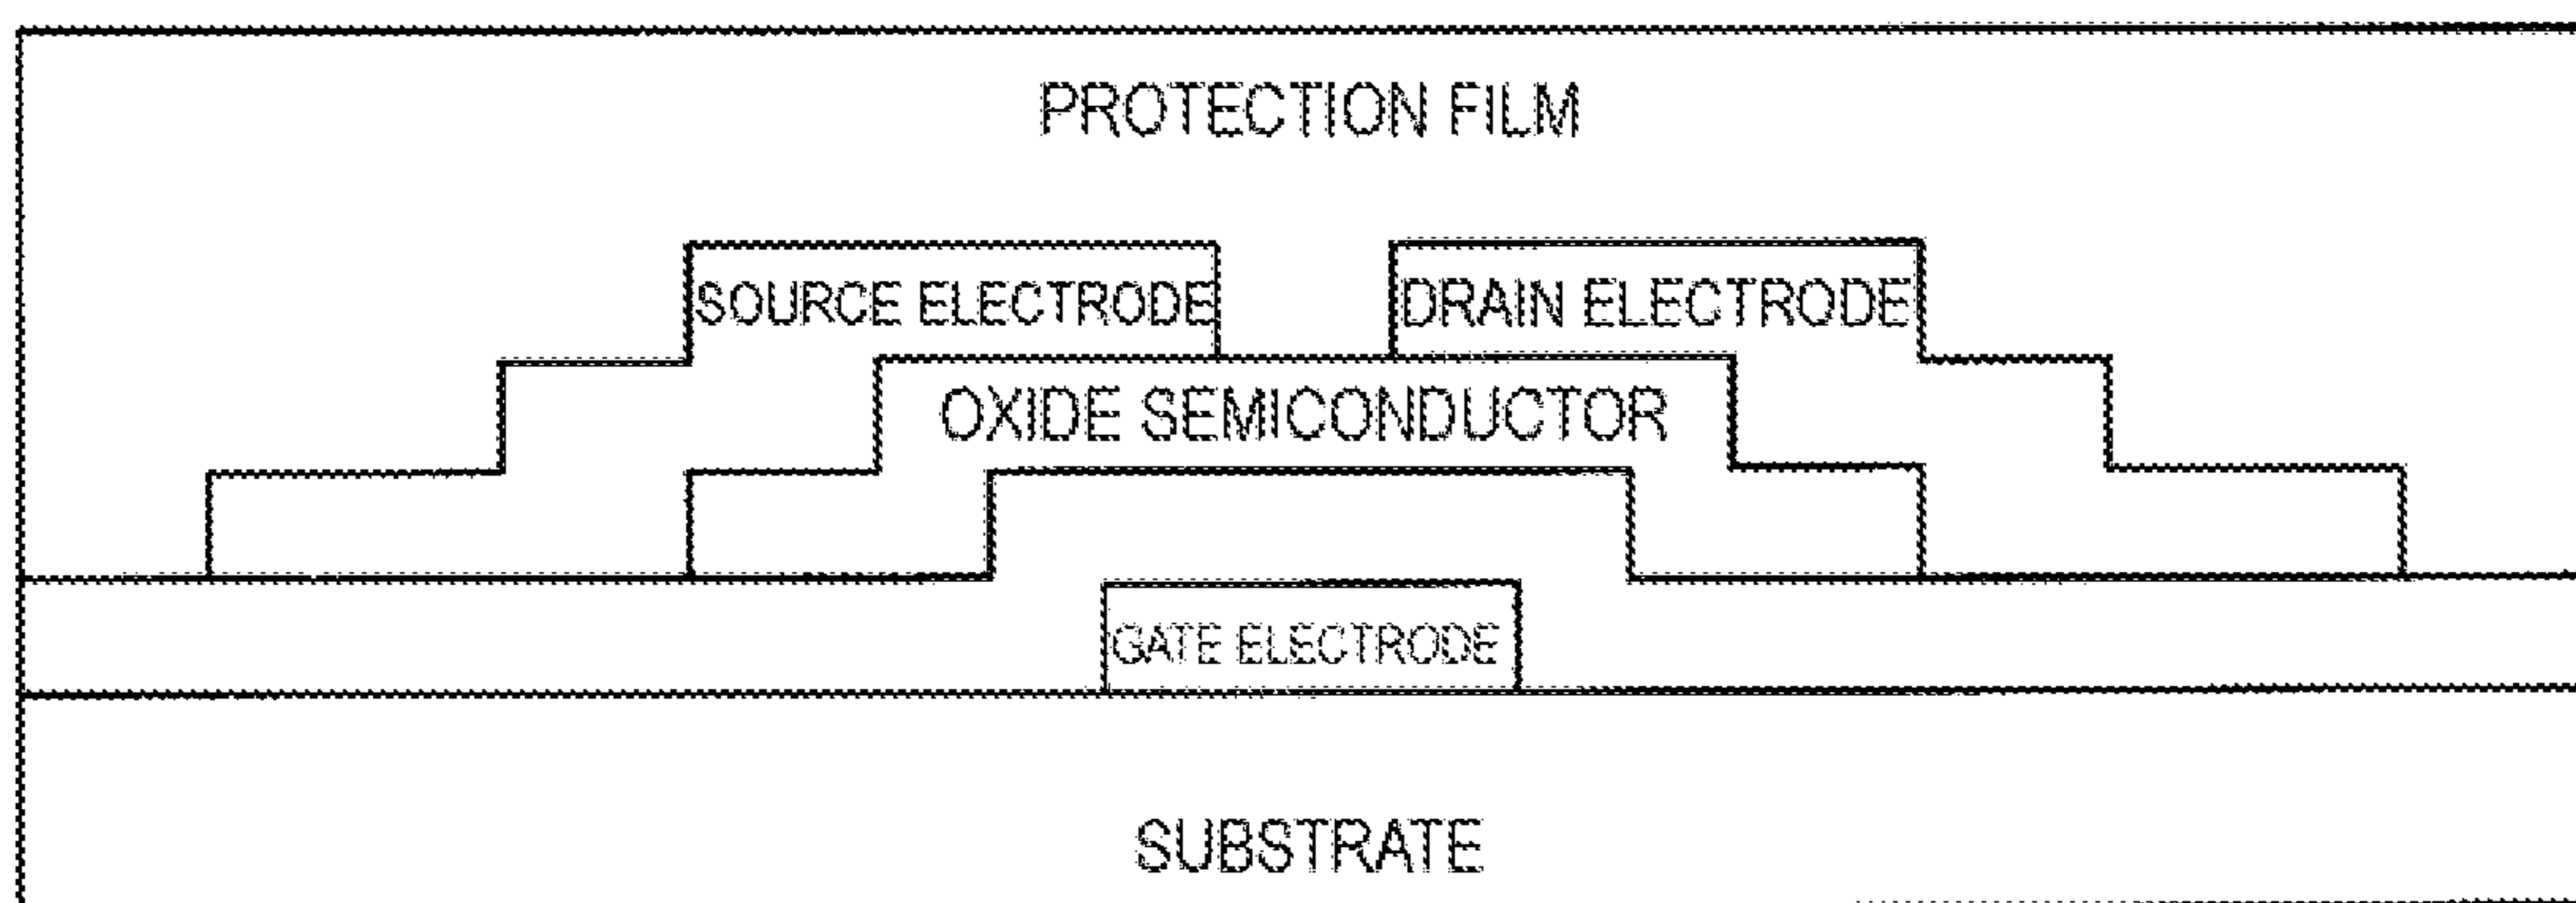 PROTECTION FILM
SOURCE ELECTRODE
DRAIN ELECTRODE
OXIDE SEMICONDUCTOR
GATE ELECTRODE
SUBSTRATE